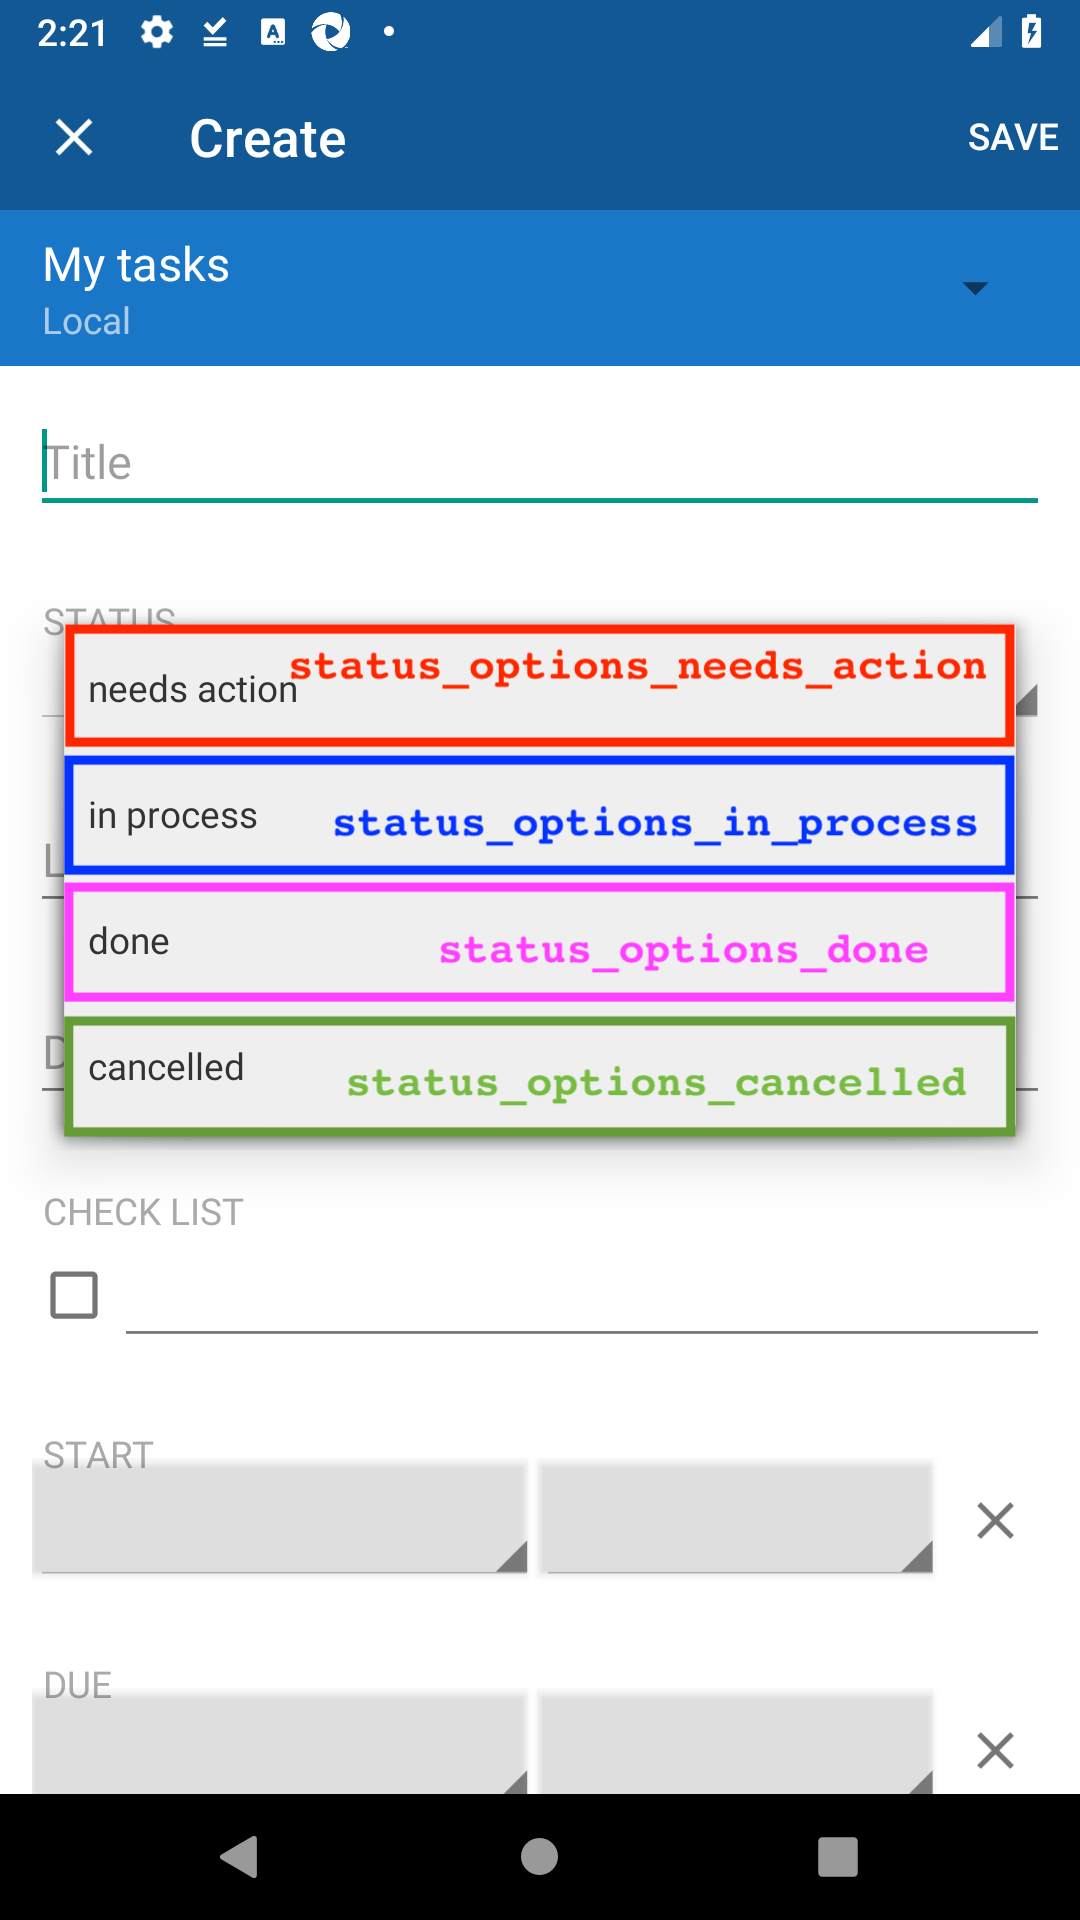 2:21
Create
SAVE
My tasks
Local
Title
STATUS
needs action status_options_needs_action
in process status_options_in_process
L
done status_options_done
D
cancelled status_options_cancelled
CHECK LIST
START
DUE